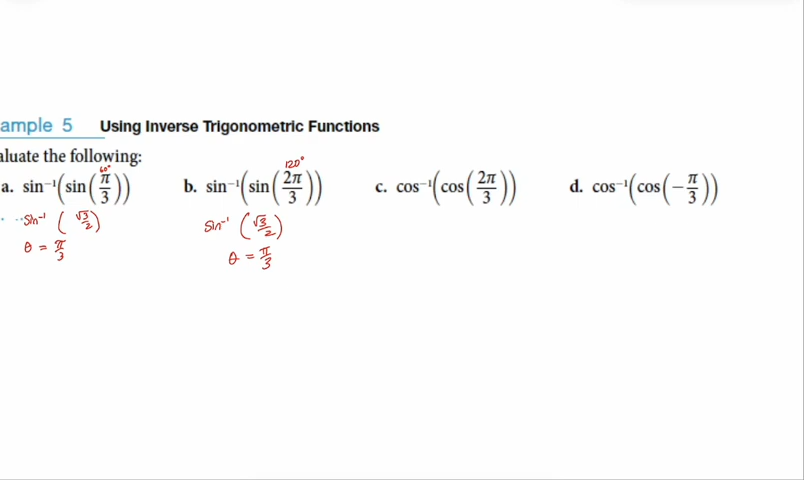 ample 5 Using Inverse Trigonometric Functions
aluate the following:
60° 120°
a. sin⁻¹(sin(π/3)) b. sin⁻¹(sin(2π/3)) c. cos⁻¹(cos(2π/3)) d. cos⁻¹(cos(−π/3))
sin⁻¹ (√3/2) sin⁻¹ (√3/2)
θ = π/3 θ = π/3